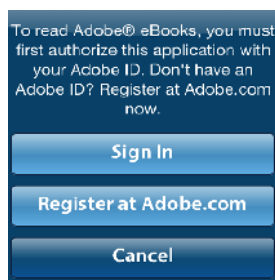 To read Adobe® eBooks, you must
first authorize this application with
your Adobe ID. Don't have an
Adobe ID? Register at Adobe.com
now.
Sign In
Register at Adobe.com
Cancel